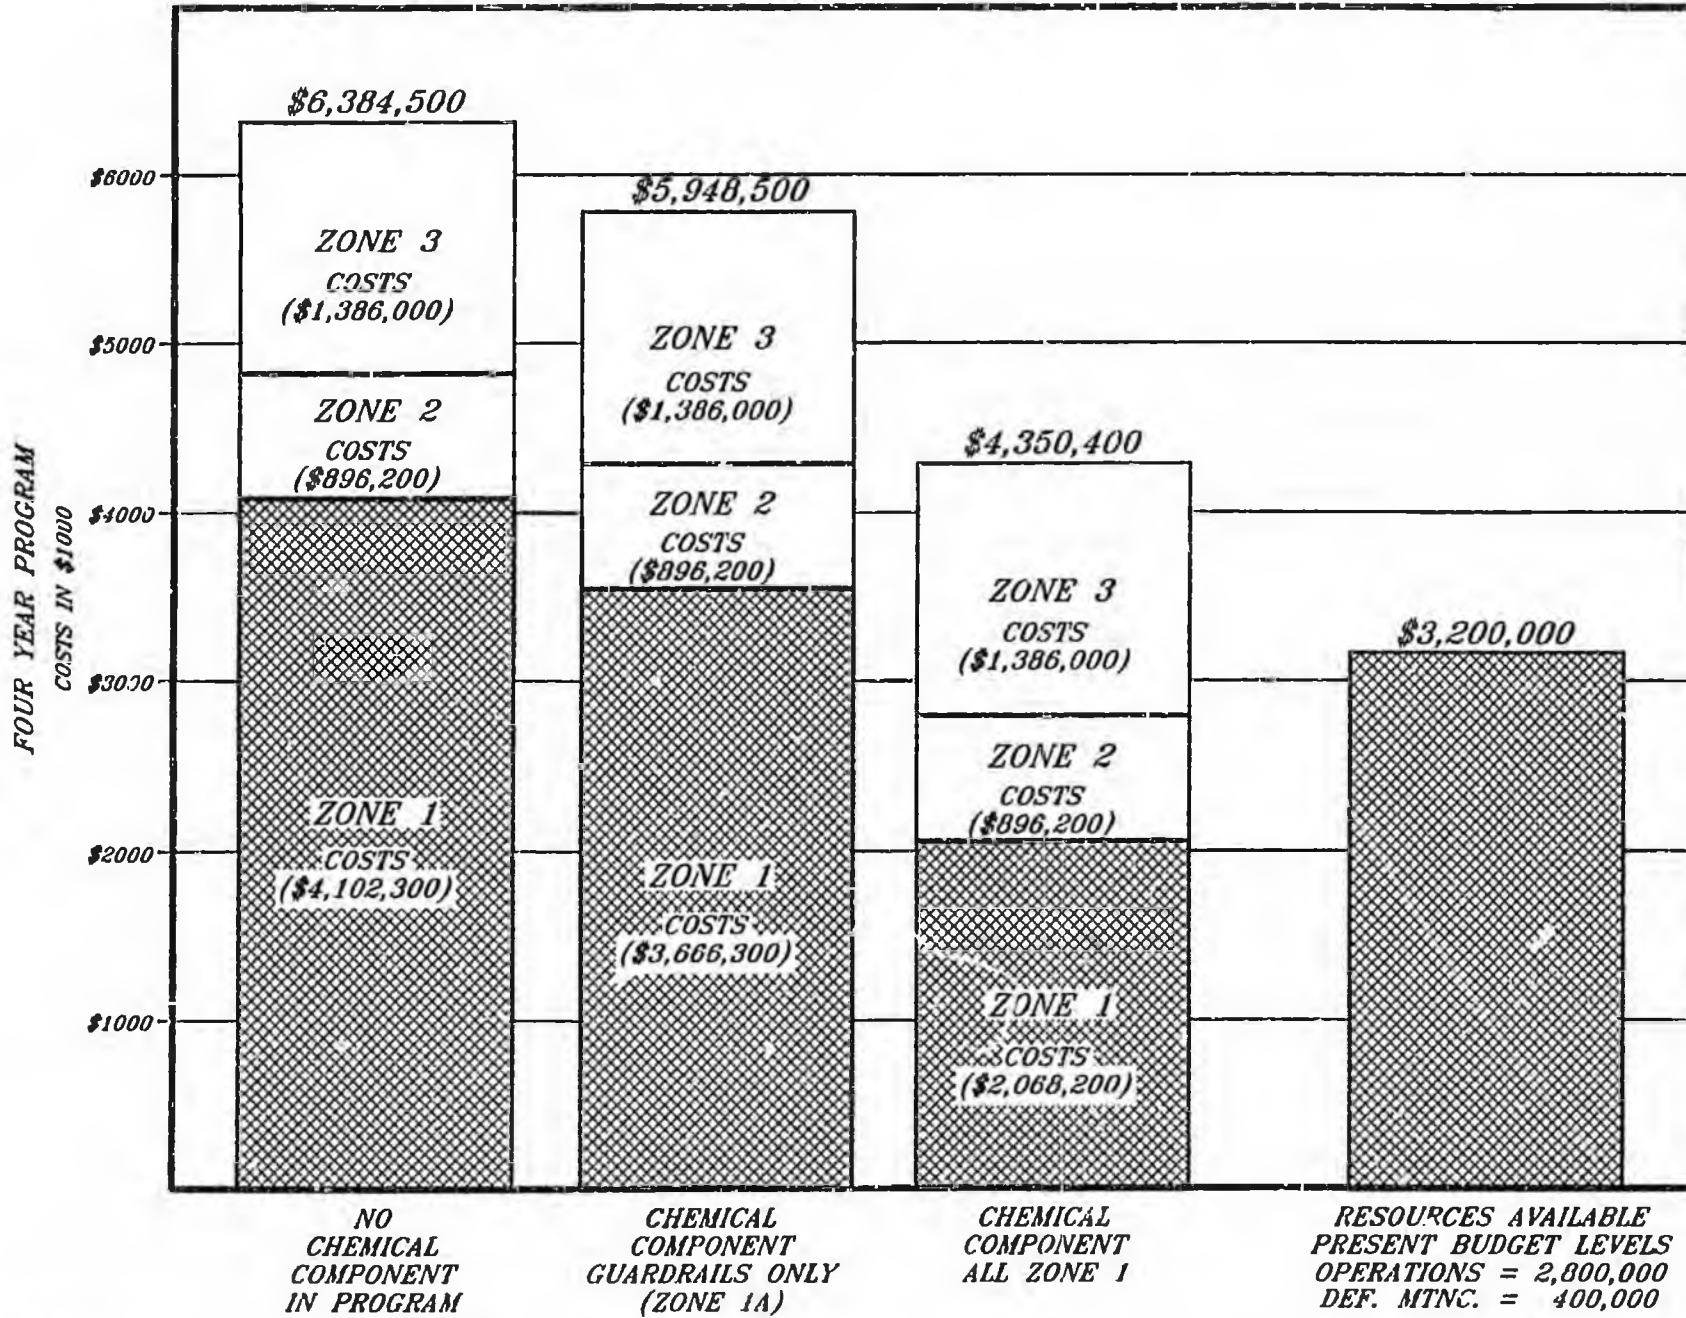 $6,384,500
ZONE 3
COSTS
($1,386,000)
ZONE 2
COSTS
($896,200)
ZONE 1
COSTS
($4,102,300)
$5,948,500
ZONE 3
COSTS
($1,386,000)
ZONE 2
COSTS
($896,200)
ZONE 1
COSTS
($3,666,300)
$4,350,400
ZONE 3
COSTS
($1,386,000)
ZONE 2
COSTS
($896,200)
ZONE 1
COSTS
($2,068,200)
$3,200,000
FOUR YEAR PROGRAM
COSTS IN $1000
$6000
$5000
$4000
$3000
$2000
$1000
NO
CHEMICAL
COMPONENT
IN PROGRAM
CHEMICAL
COMPONENT
GUARDRAILS ONLY
(ZONE 1A)
CHEMICAL
COMPONENT
ALL ZONE 1
RESOURCES AVAILABLE
PRESENT BUDGET LEVELS
OPERATIONS = 2,800,000
DEF. MTNC. = 400,000